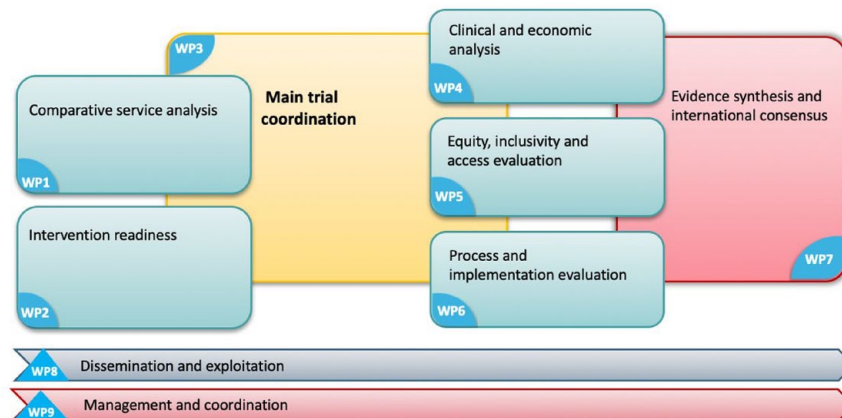 WP3
Main trial
coordination
Comparative service analysis
WP1
Intervention readiness
WP2
Clinical and economic
analysis
WP4
Equity, inclusivity and
access evaluation
WP5
Process and
implementation evaluation
WP6
Evidence synthesis and
international consensus
WP7
WP8 Dissemination and exploitation
WP9 Management and coordination